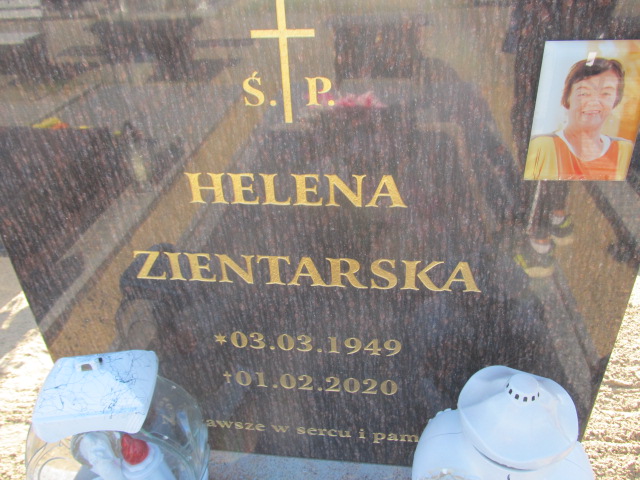 Ś. P.
HELENA
ZIENTARSKA
*03.03.1949
†01.02.2020
w sercu i